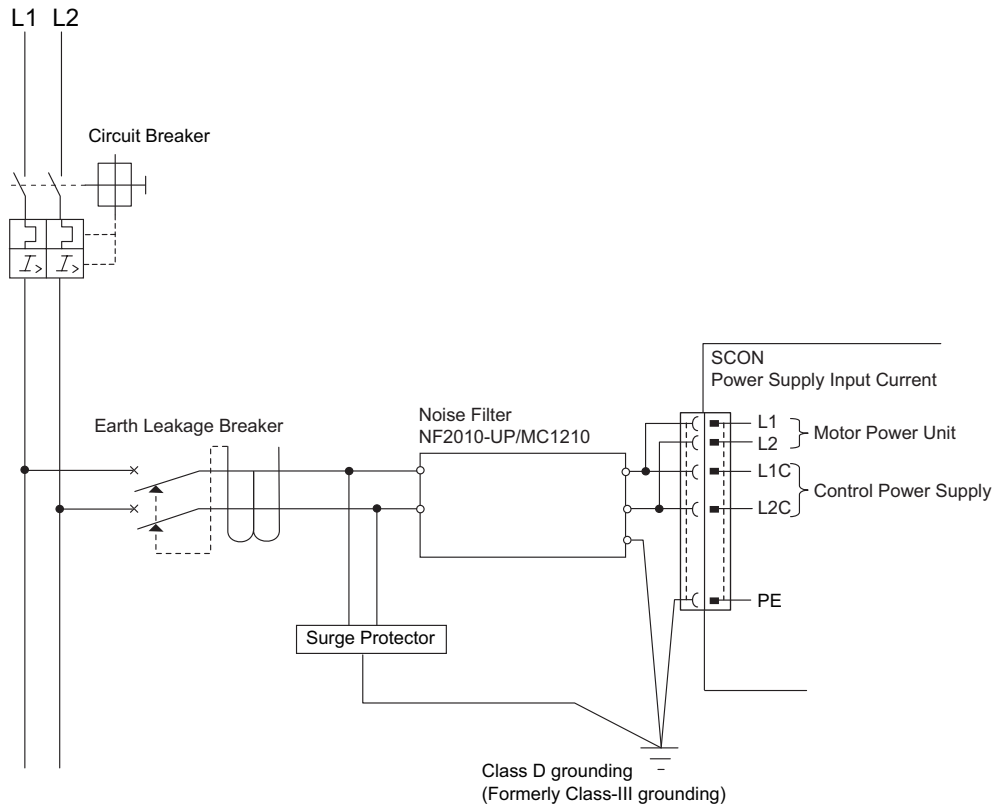 L1 L2
Circuit Breaker
I> I>
SCON
Power Supply Input Current
Earth Leakage Breaker
Noise Filter
NF2010-UP/MC1210
L1
L2
Motor Power Unit
L1C
L2C
Control Power Supply
PE
Surge Protector
Class D grounding
(Formerly Class-III grounding)